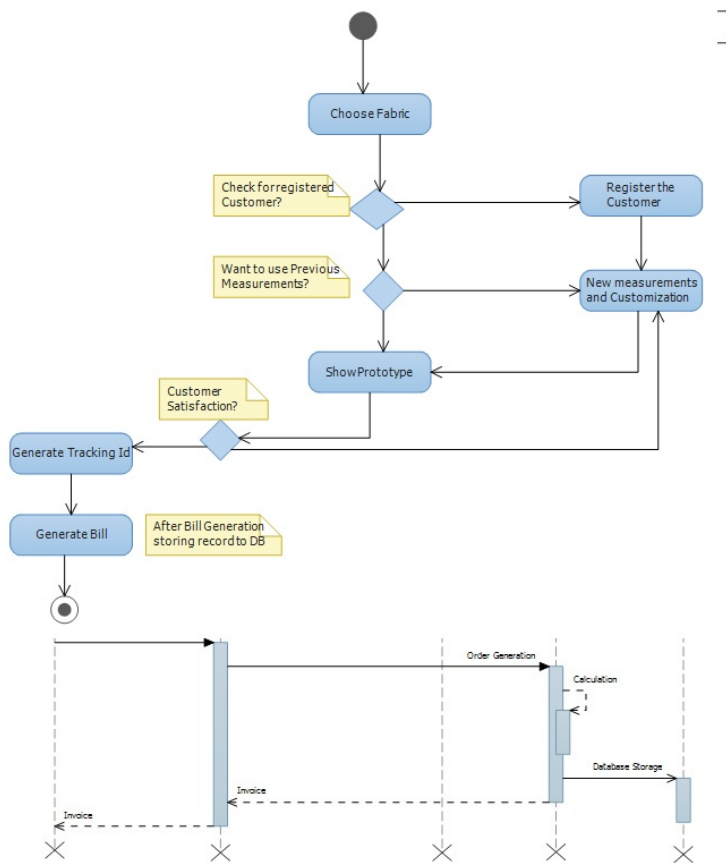 Choose Fabric
Check for registered
Customer?
Register the
Customer
Want to use Previous
Measurements?
New measurements
and Customization
Show Prototype
Customer
Satisfaction?
Generate Tracking Id
Generate Bill
After Bill Generation
storing record to DB
Order Generation
Calculation
Database Storage
Invoice
Invoice